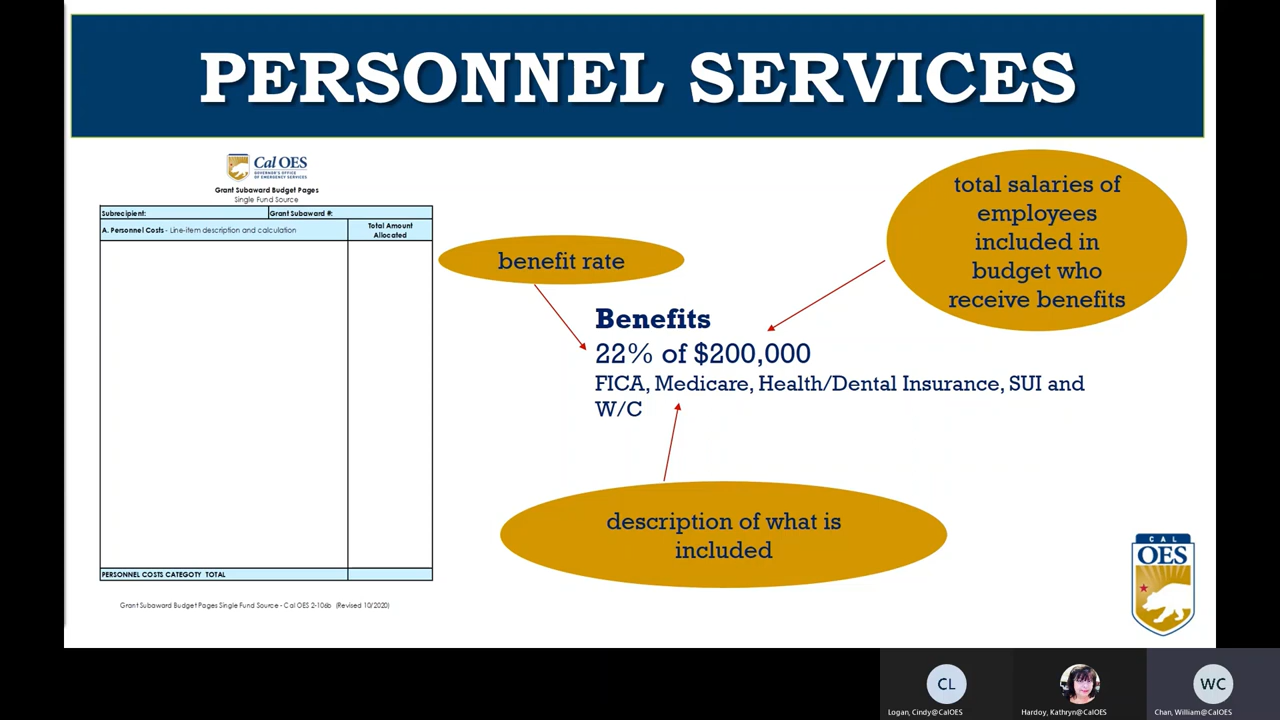 PERSONNEL SERVICES
Cal OES
GOVERNOR'S OFFICE
OF EMERGENCY SERVICES
Grant Subaward Budget Pages
Single Fund Source
Subrecipient:
Grant Subaward #:
A. Personnel Costs - Line-item description and calculation
Total Amount
Allocated
PERSONNEL COSTS CATEGOTY TOTAL
Grant Subaward Budget Pages Single Fund Source - Cal OES 2-106b (Revised 10/2020)
benefit rate
total salaries of
employees
included in
budget who
receive benefits
Benefits
22% of $200,000
FICA, Medicare, Health/Dental Insurance, SUI and
W/C
description of what is
included
CAL
OES
CL
Logan, Cindy@CalOES
Hardoy, Kathryn@CalOES
WC
Chan, William@CalOES